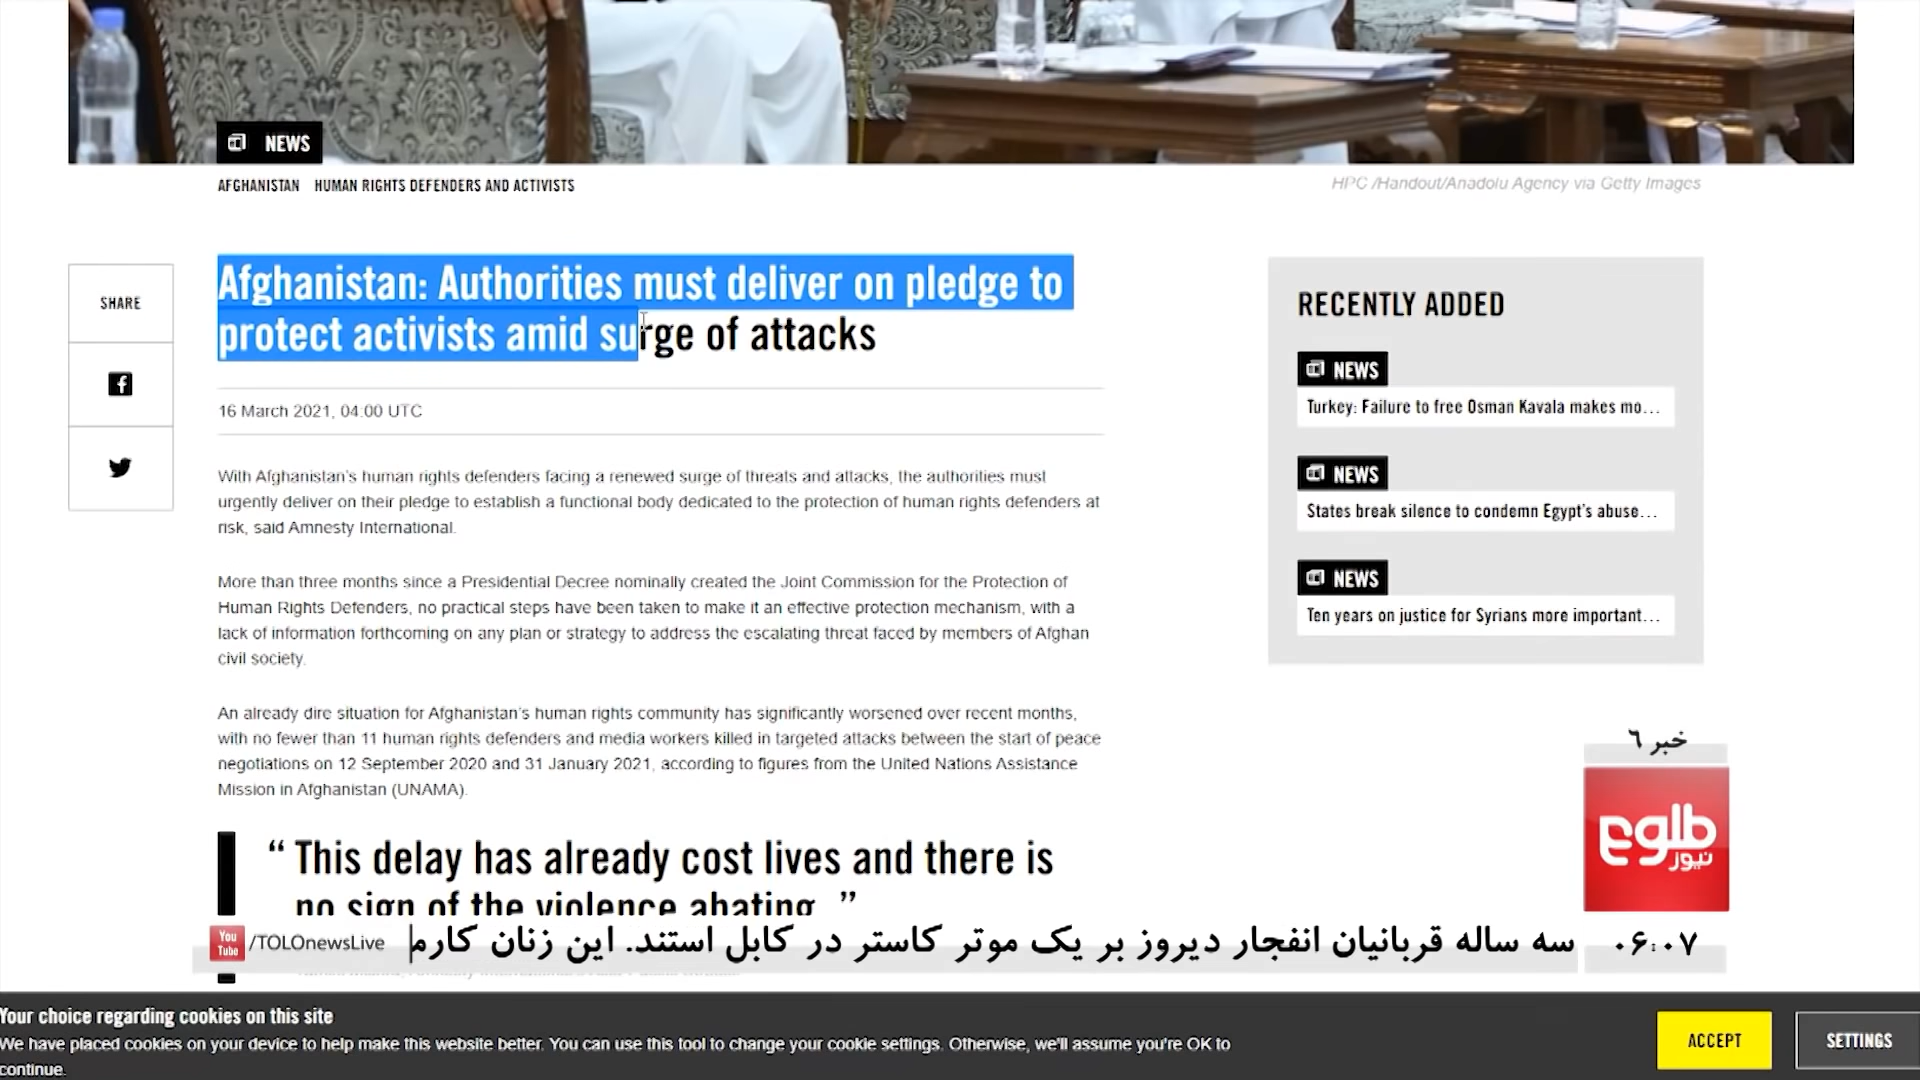 NEWS
AFGHANISTAN HUMAN RIGHTS DEFENDERS AND ACTIVISTS
HPC /Handout/Anadolu Agency via Getty Images
SHARE
Afghanistan: Authorities must deliver on pledge to
protect activists amid surge of attacks
16 March 2021, 04:00 UTC
With Afghanistan's human rights defenders facing a renewed surge of threats and attacks, the authorities must
urgently deliver on their pledge to establish a functional body dedicated to the protection of human rights defenders at
risk, said Amnesty International.
More than three months since a Presidential Decree nominally created the Joint Commission for the Protection of
Human Rights Defenders, no practical steps have been taken to make it an effective protection mechanism, with a
lack of information forthcoming on any plan or strategy to address the escalating threat faced by members of Afghan
civil society.
An already dire situation for Afghanistan's human rights community has significantly worsened over recent months,
with no fewer than 11 human rights defenders and media workers killed in targeted attacks between the start of peace
negotiations on 12 September 2020 and 31 January 2021, according to figures from the United Nations Assistance
Mission in Afghanistan (UNAMA).
“ This delay has already cost lives and there is
no sign of the violence abating. ”
RECENTLY ADDED
NEWS
Turkey: Failure to free Osman Kavala makes mo...
NEWS
States break silence to condemn Egypt's abuse...
NEWS
Ten years on justice for Syrians more important...
خبر ٦
طلوع
نیوز
You Tube /TOLOnewsLive
سه ساله قربانیان انفجار دیروز بر یک موتر کاستر در کابل استند. این زنان کارم
۰۶:۰۷
Your choice regarding cookies on this site
We have placed cookies on your device to help make this website better. You can use this tool to change your cookie settings. Otherwise, we'll assume you're OK to
continue.
ACCEPT
SETTINGS